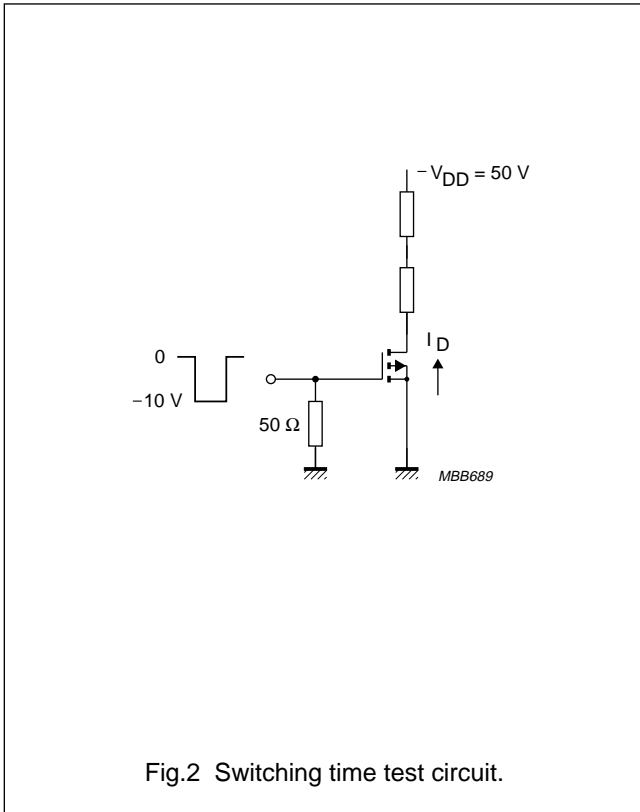 −VDD = 50 V
ID
0
−10 V
50 Ω
MBB689
Fig.2 Switching time test circuit.